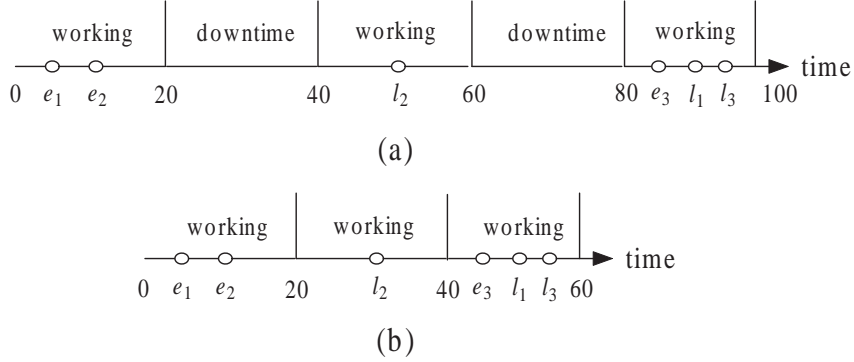 working downtime working downtime working
time
0 e1 e2 20 40 l2 60 80 e3 l1 l3 100
(a)
working working working
time
0 e1 e2 20 l2 40 e3 l1 l3 60
(b)